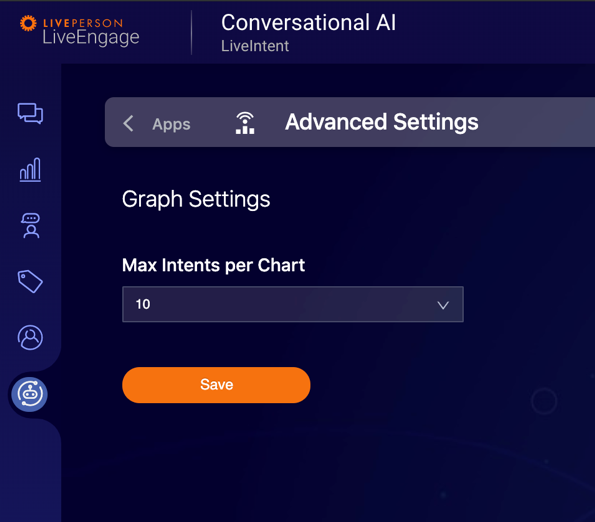 LIVEPERSON
LiveEngage
Conversational AI
LiveIntent
Apps
Advanced Settings
Graph Settings
Max Intents per Chart
10
Save